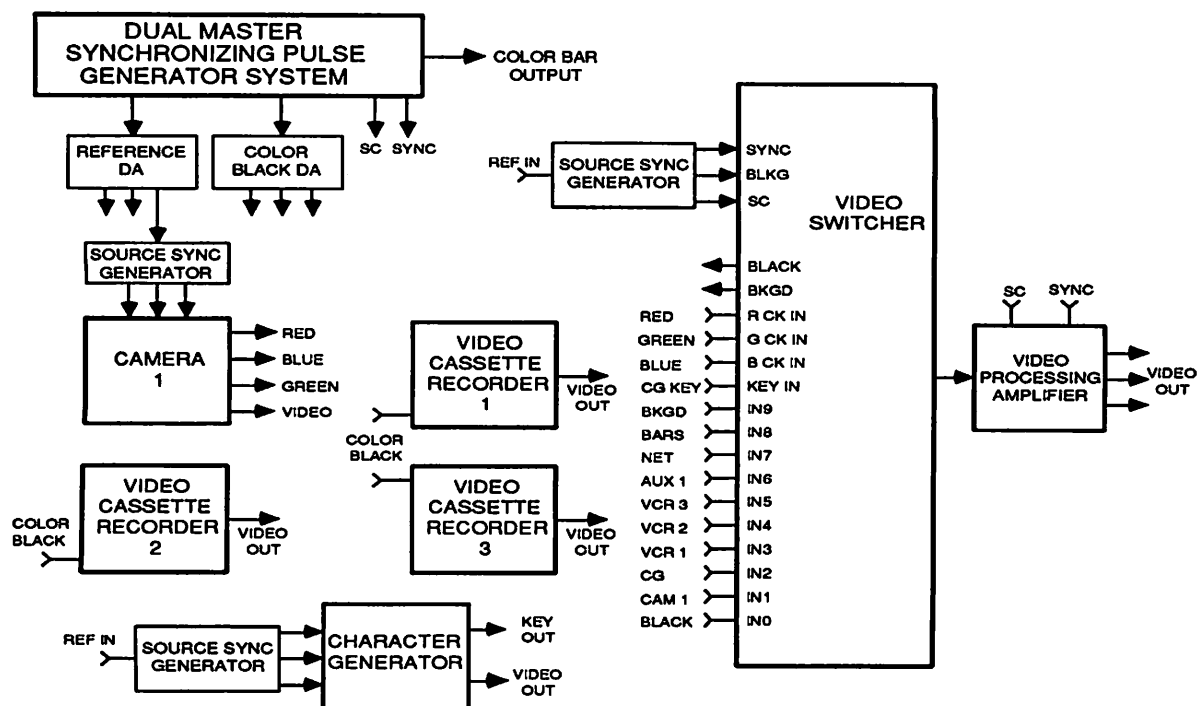 DUAL MASTER
SYNCHRONIZING PULSE
GENERATOR SYSTEM
COLOR BAR
OUTPUT
REFERENCE
DA
COLOR
BLACK DA
SC
SYNC
SOURCE SYNC
GENERATOR
CAMERA
1
RED
BLUE
GREEN
VIDEO
VIDEO
CASSETTE
RECORDER
1
VIDEO
OUT
COLOR
BLACK
VIDEO
CASSETTE
RECORDER
3
VIDEO
OUT
COLOR
BLACK
VIDEO
CASSETTE
RECORDER
2
VIDEO
OUT
REF IN
SOURCE SYNC
GENERATOR
CHARACTER
GENERATOR
KEY
OUT
VIDEO
OUT
REF IN
SOURCE SYNC
GENERATOR
SYNC
BLKG
SC
VIDEO
SWITCHER
BLACK
BKGD
RED R CK IN
GREEN G CK IN
BLUE B CK IN
CG KEY KEY IN
BKGD IN9
BARS IN8
NET IN7
AUX 1 IN6
VCR 3 IN5
VCR 2 IN4
VCR 1 IN3
CG IN2
CAM 1 IN1
BLACK IN0
SC
SYNC
VIDEO
PROCESSING
AMPLIFIER
VIDEO
OUT